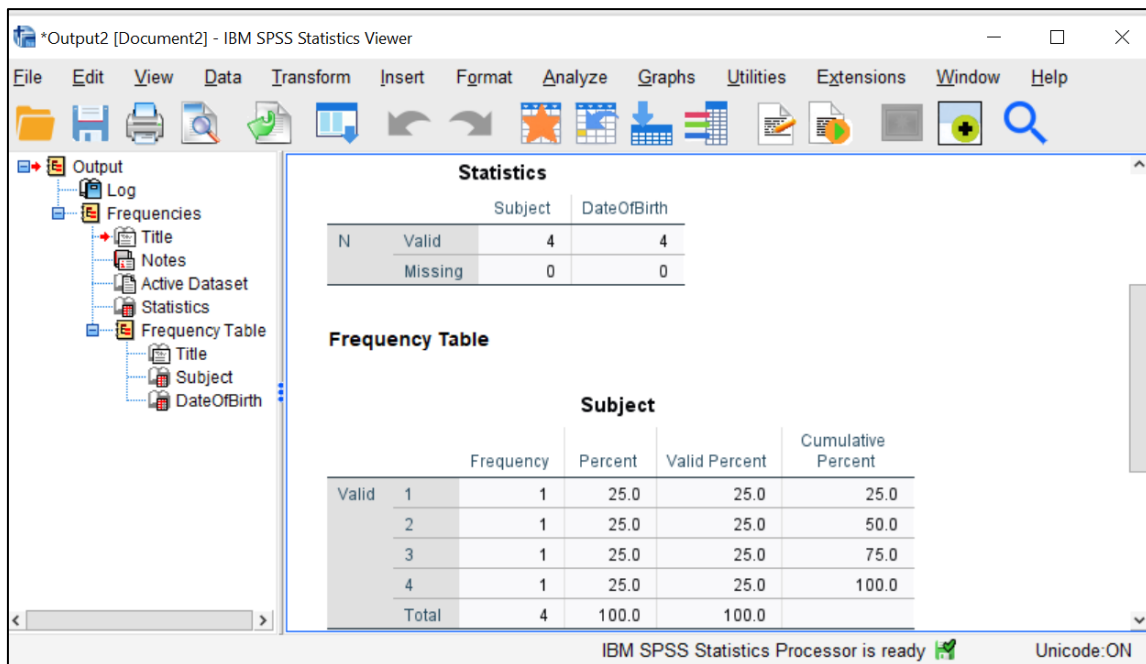 *Output2 [Document2] - IBM SPSS Statistics Viewer
File Edit View Data Transform Insert Format Analyze Graphs Utilities Extensions Window Help
Output
Log
Frequencies
Title
Notes
Active Dataset
Statistics
Frequency Table
Title
Subject
DateOfBirth
Statistics
Subject DateOfBirth
N Valid 4 4
Missing 0 0
Frequency Table
Subject
Frequency Percent Valid Percent Cumulative Percent
Valid 1 1 25.0 25.0 25.0
2 1 25.0 25.0 50.0
3 1 25.0 25.0 75.0
4 1 25.0 25.0 100.0
Total 4 100.0 100.0
IBM SPSS Statistics Processor is ready Unicode:ON